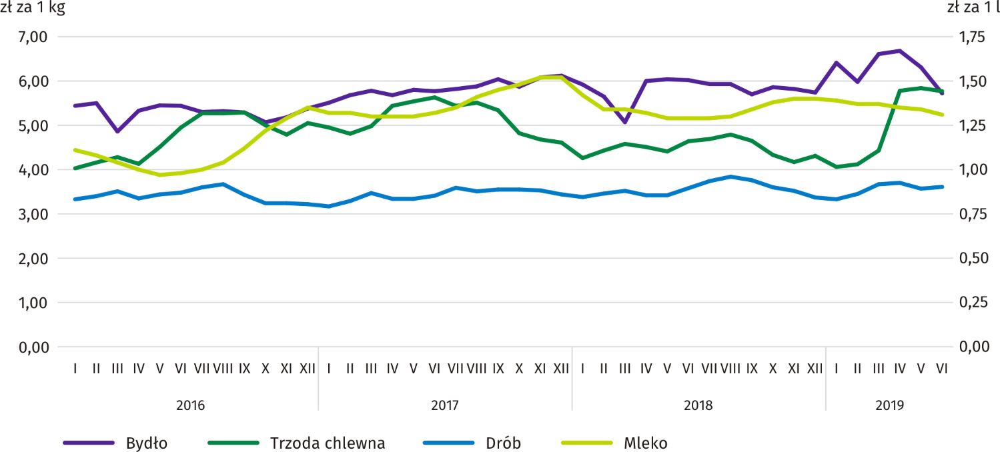 zł za 1 kg zł za 1 l
7,00 1,75
6,00 1,50
5,00 1,25
4,00 1,00
3,00 0,75
2,00 0,50
1,00 0,25
0,00 0,00
I II III IV V VI VII VIII IX X XI XII I II III IV V VI VII VIII IX X XI XII I II III IV V VI VII VIII IX X XI XII I II III IV V VI
2016 2017 2018 2019
Bydło Trzoda chlewna Drób Mleko